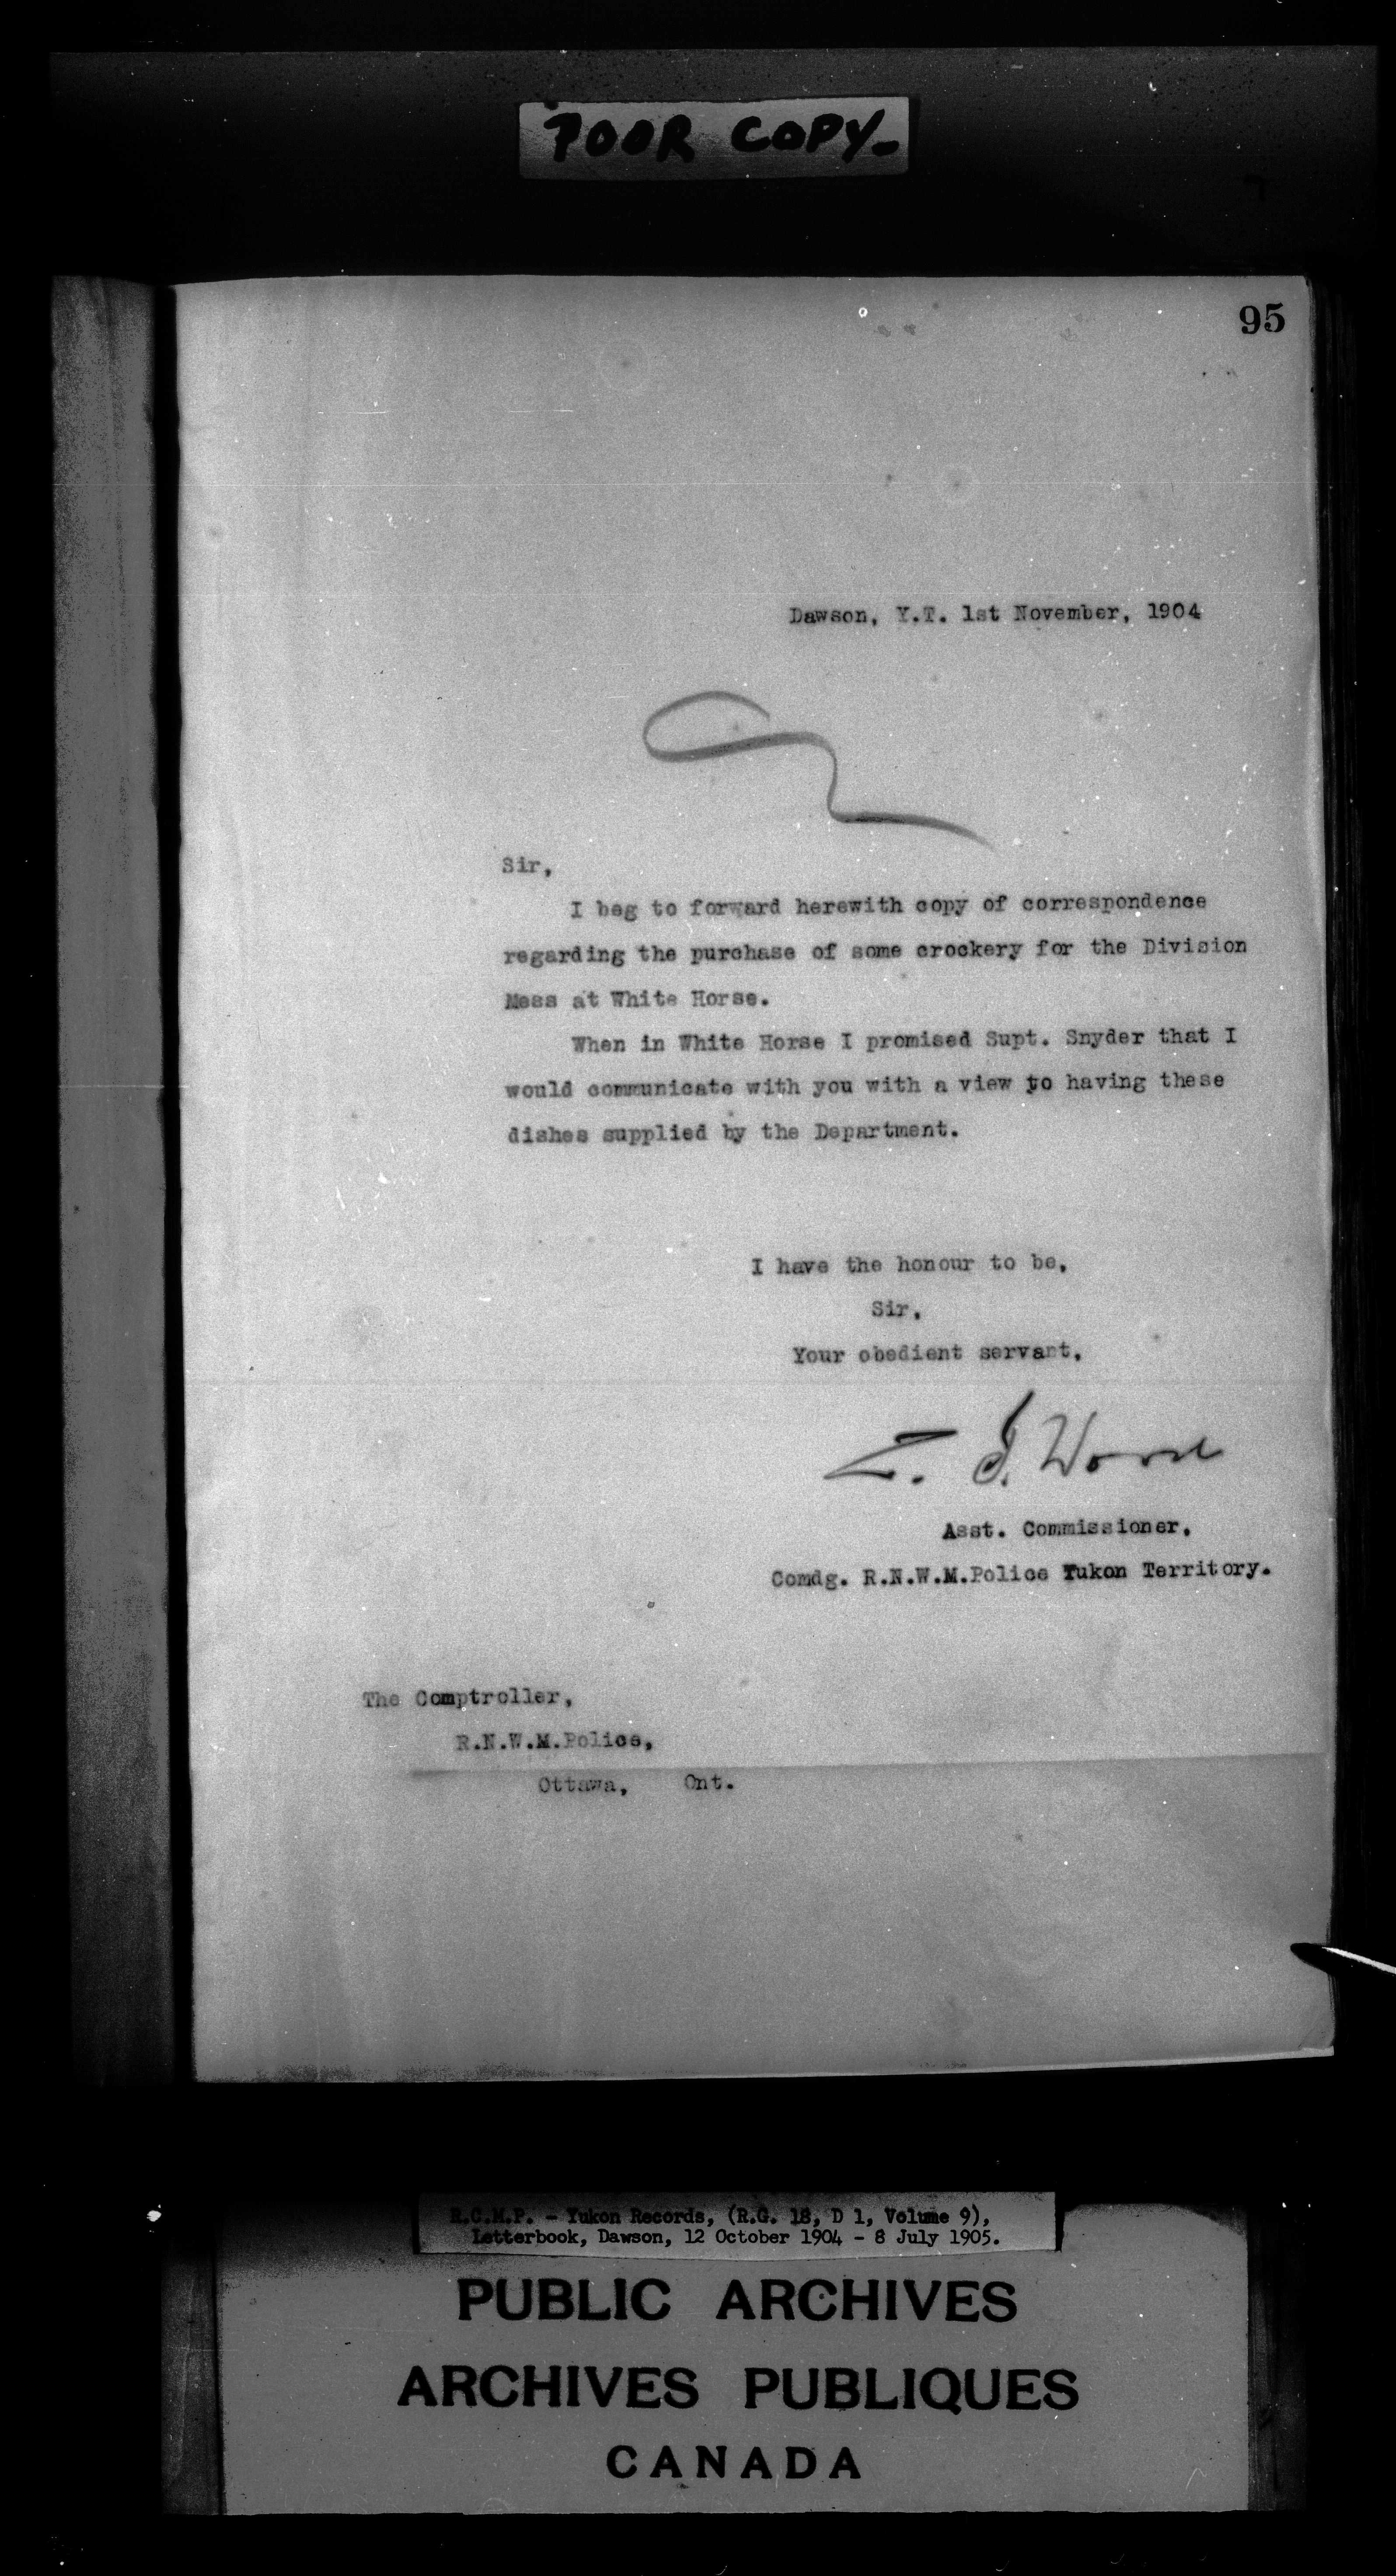 POOR COPY-
95
Dawson, Y.T. 1st November, 1904
Sir,
I beg to forward herewith copy of correspondence
regarding the purchase of some crockery for the Division
Mess at White Horse.
When in White Horse I promised Supt. Snyder that I
would communicate with you with a view to having these
dishes supplied by the Department.
I have the honour to be,
Sir,
Your obedient servant,
Z. T. Wood
Asst. Commissioner,
Comdg. R.N.W.M.Police Yukon Territory.
The Comptroller,
R.N.W.M.Police,
Ottawa, Ont.
R.C.M.P. - Yukon Records, (R.G. 18, D 1, Volume 9),
Letterbook, Dawson, 12 October 1904 - 8 July 1905.
PUBLIC ARCHIVES
ARCHIVES PUBLIQUES
CANADA